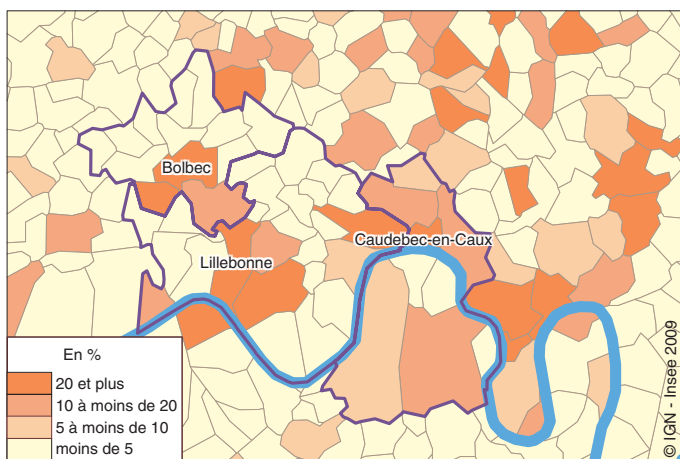 Bolbec
Caudebec-en-Caux
Lillebonne
En %
20 et plus
10 à moins de 20
5 à moins de 10
moins de 5
© IGN - Insee 2009